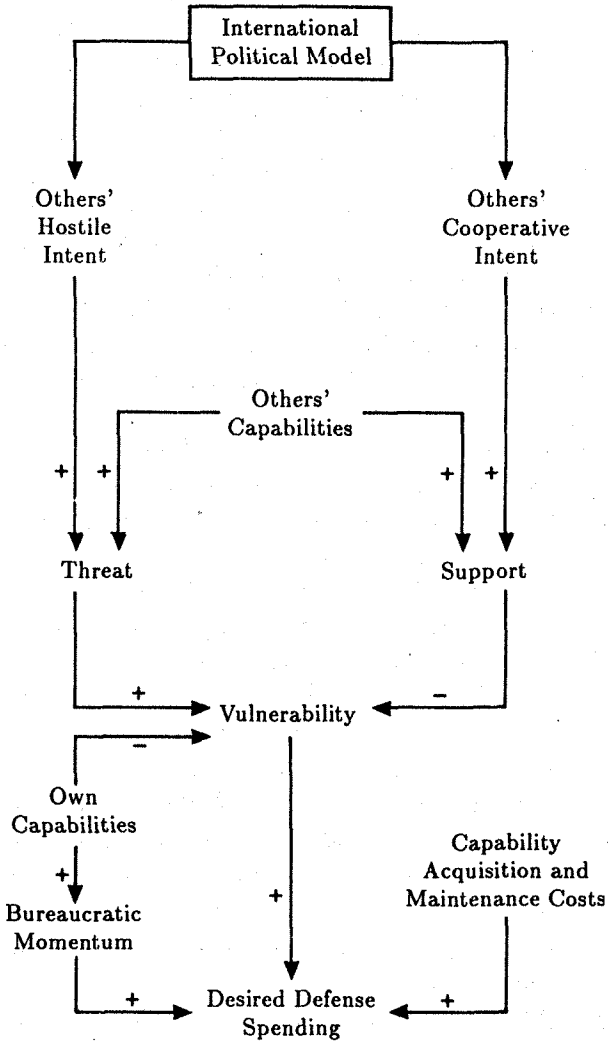 International
Political Model
Others'
Hostile
Intent
Others'
Cooperative
Intent
Others'
Capabilities
+
+
+
+
Threat
Support
+
−
Vulnerability
−
Own
Capabilities
+
Bureaucratic
Momentum
+
Capability
Acquisition and
Maintenance Costs
+
Desired Defense
Spending
+